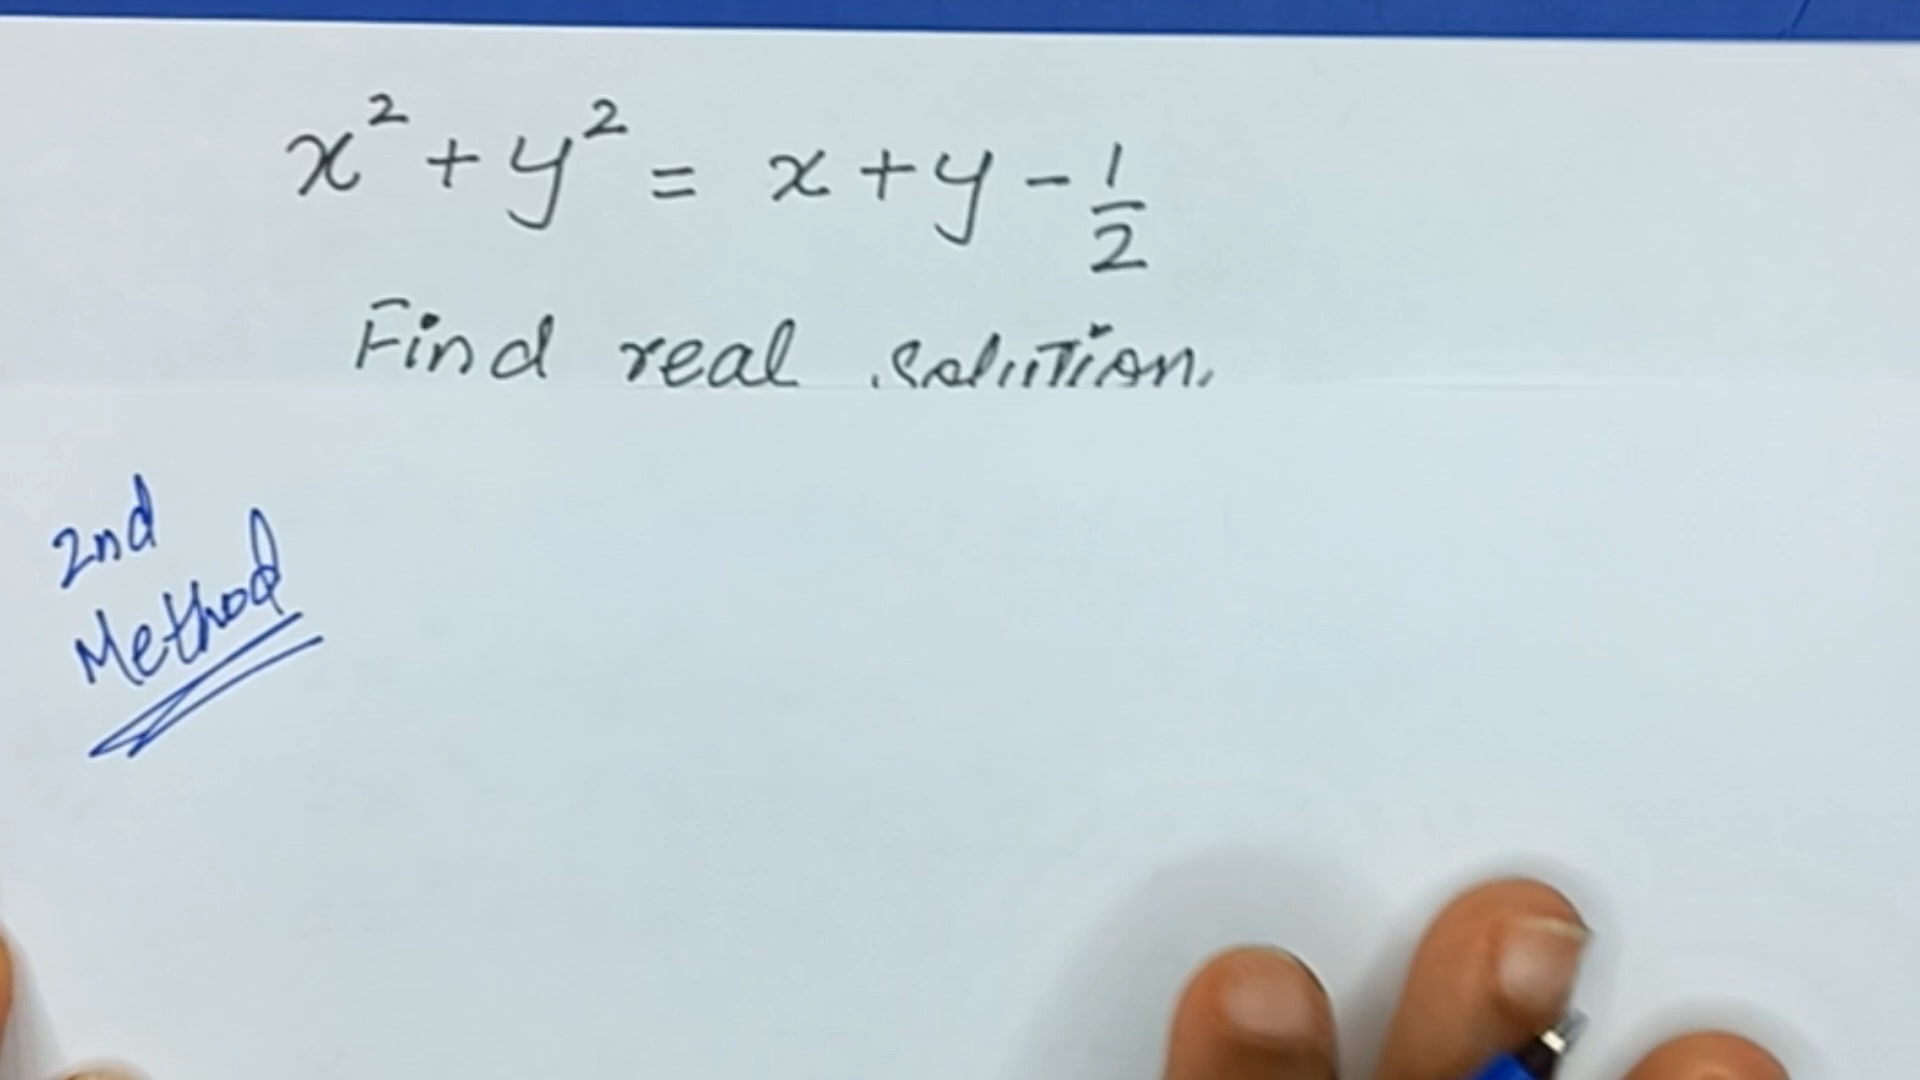 x² + y² = x + y - 1/2
Find real solution.
2nd
Method